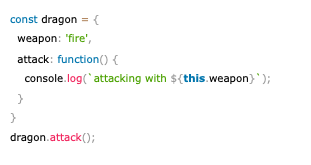 const dragon = {
  weapon: 'fire',
  attack: function() {
    console.log(`attacking with ${this.weapon}`);
  }
}
dragon.attack();